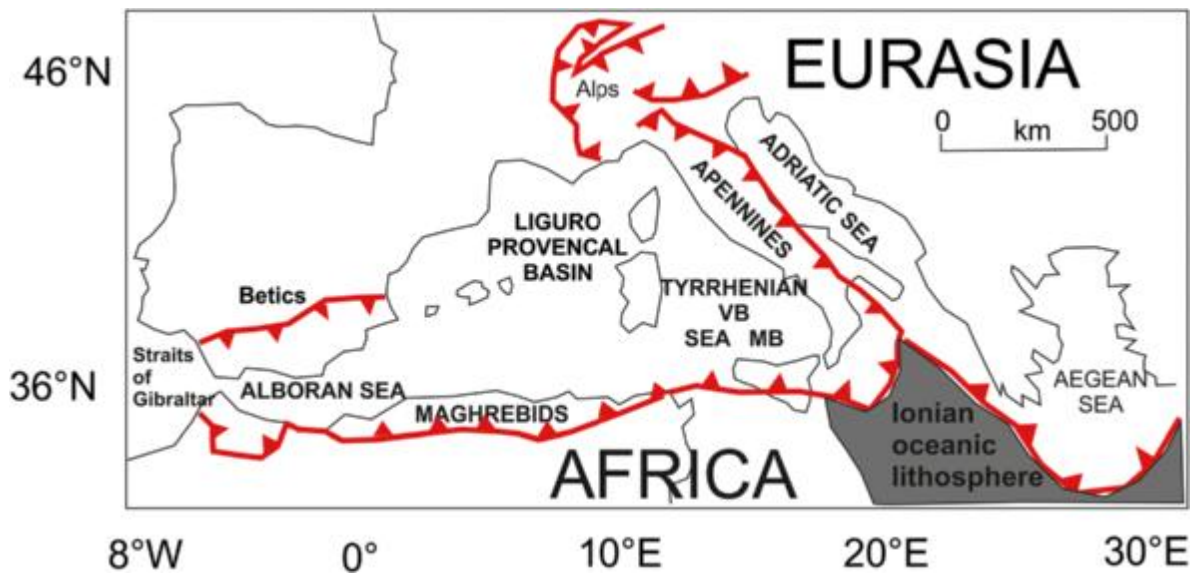 46°N
EURASIA
Alps
0 500
km
ADRIATIC SEA
APENNINES
LIGURO
PROVENCAL
BASIN
TYRRHENIAN
VB
SEA MB
Betics
Straits
of
Gibraltar
36°N
ALBORAN SEA
MAGHREBIDS
AEGEAN
SEA
Ionian
oceanic
lithosphere
AFRICA
8°W 0° 10°E 20°E 30°E